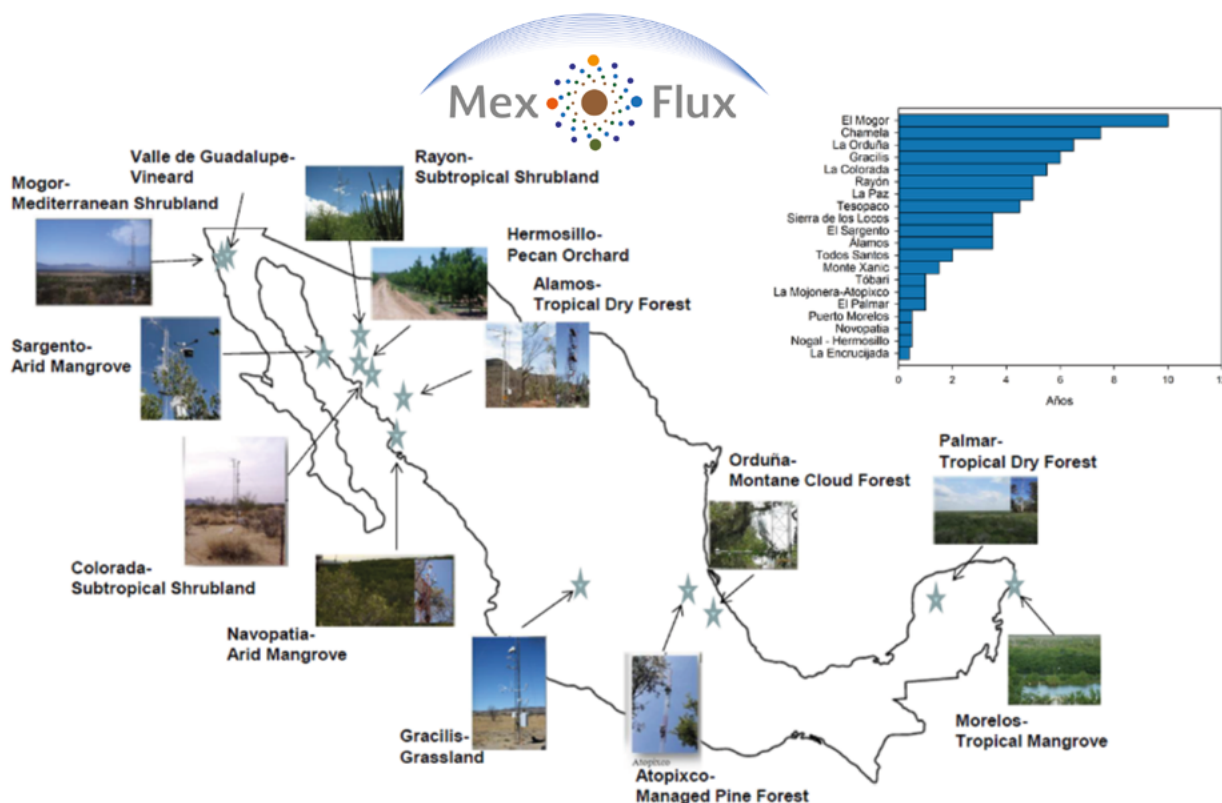 Mex Flux
Valle de Guadalupe-
Vineard
Rayon-
Subtropical Shrubland
Mogor-
Mediterranean Shrubland
Hermosillo-
Pecan Orchard
Alamos-
Tropical Dry Forest
Sargento-
Arid Mangrove
Colorada-
Subtropical Shrubland
Navopatia-
Arid Mangrove
Gracilis-
Grassland
Atopixco
Atopixco-
Managed Pine Forest
Orduña-
Montane Cloud Forest
Palmar-
Tropical Dry Forest
Morelos-
Tropical Mangrove
El Mogor
Chamela
La Orduña
Gracilis
La Colorada
Rayón
La Paz
Tesopaco
Sierra de los Locos
El Sargento
Álamos
Todos Santos
Monte Xanic
Tóbari
La Mojonera-Atopixco
El Palmar
Puerto Morelos
Novopatia
Nogal - Hermosillo
La Encrucijada
0 2 4 6 8 10 12
Años